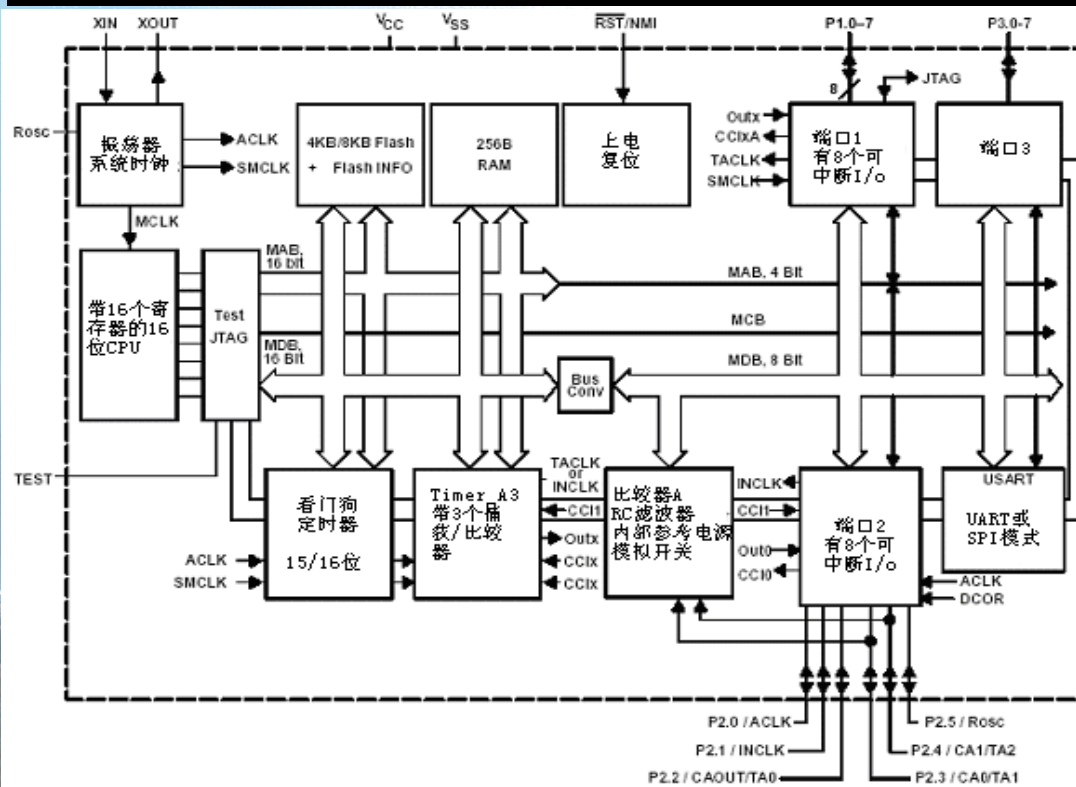 XIN
XOUT
VCC
VSS
RST/NMI
P1.0–7
P3.0-7
Rosc
振荡器
系统时钟
ACLK
SMCLK
MCLK
4KB/8KB Flash
+ Flash INFO
256B
RAM
上电
复位
8
JTAG
Outx
CCIxA
TACLK
SMCLK
端口1
有8个可
中断I/o
端口3
带16个寄
存器的16
位CPU
Test
JTAG
MAB,
16 bit
MDB,
16 Bit
MAB, 4 Bit
MCB
MDB, 8 Bit
Bus
Conv
TEST
看门狗
定时器
15/16位
ACLK
SMCLK
Timer_A3
带3个捕
获/比较
器
TACLK
or
INCLK
CCI1
Outx
CCIx
CCIx
比较器A
RC滤波器
内部参考电源
模拟开关
INCLK
CCI1
Out0
CCI0
端口2
有8个可
中断I/o
USART
UART或
SPI模式
ACLK
DCOR
P2.0 / ACLK
P2.1 / INCLK
P2.2 / CAOUT/TA0
P2.5 / Rosc
P2.4 / CA1/TA2
P2.3 / CA0/TA1